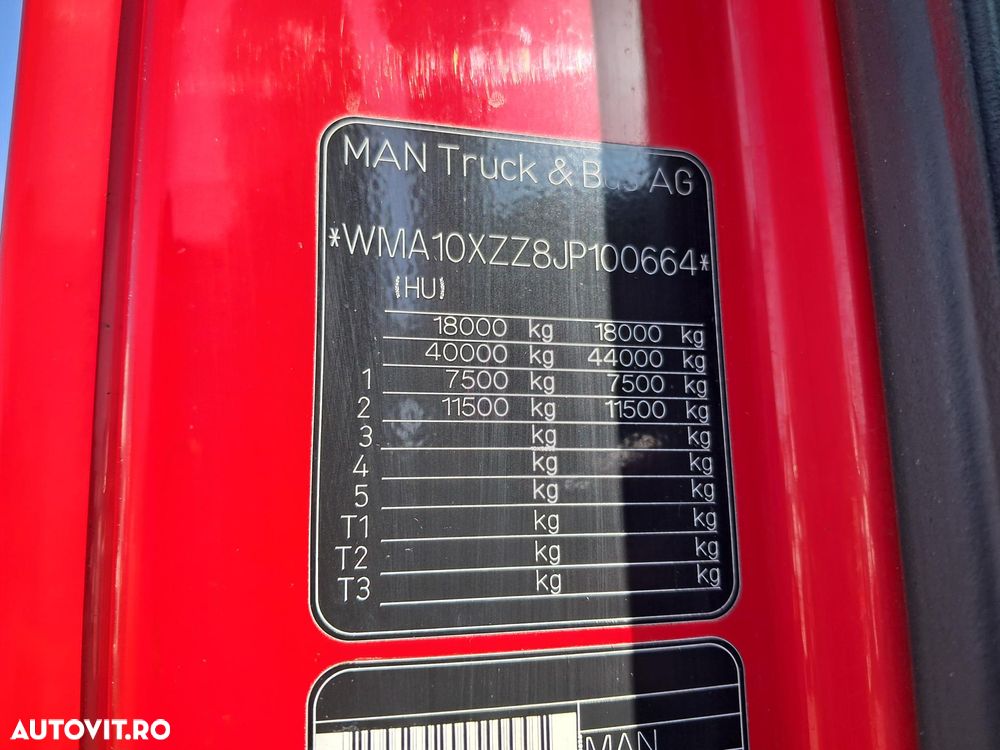 MAN Truck & Bus AG
*WMA10XZZ8JP100664*
(HU)
18000 kg 18000 kg
40000 kg 44000 kg
1 7500 kg 7500 kg
2 11500 kg 11500 kg
3 kg kg
4 kg kg
5 kg kg
T1 kg kg
T2 kg kg
T3 kg kg
MAN
AUTOVIT.RO